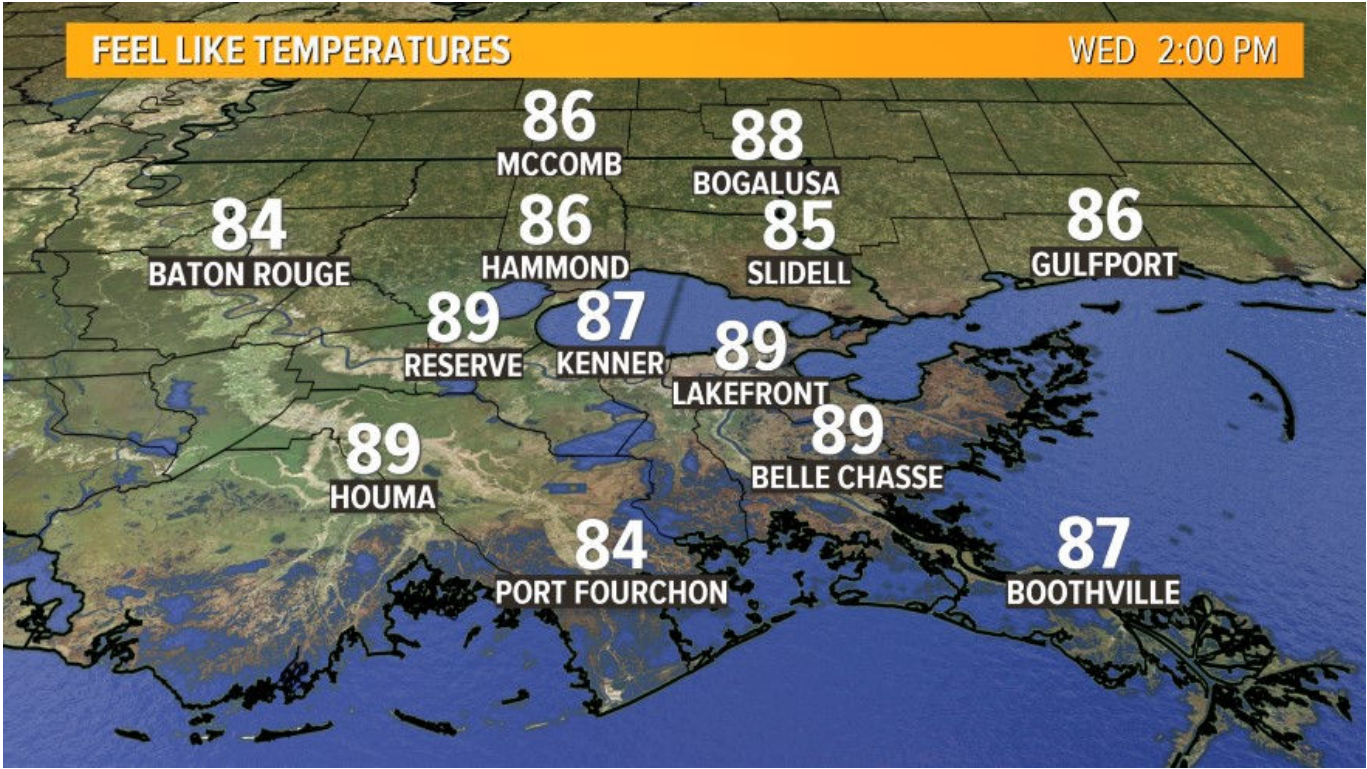 FEEL LIKE TEMPERATURES
WED 2:00 PM
86
MCCOMB
88
BOGALUSA
84
BATON ROUGE
86
HAMMOND
85
SLIDELL
86
GULFPORT
89
RESERVE
87
KENNER
89
LAKEFRONT
89
BELLE CHASSE
89
HOUMA
84
PORT FOURCHON
87
BOOTHVILLE